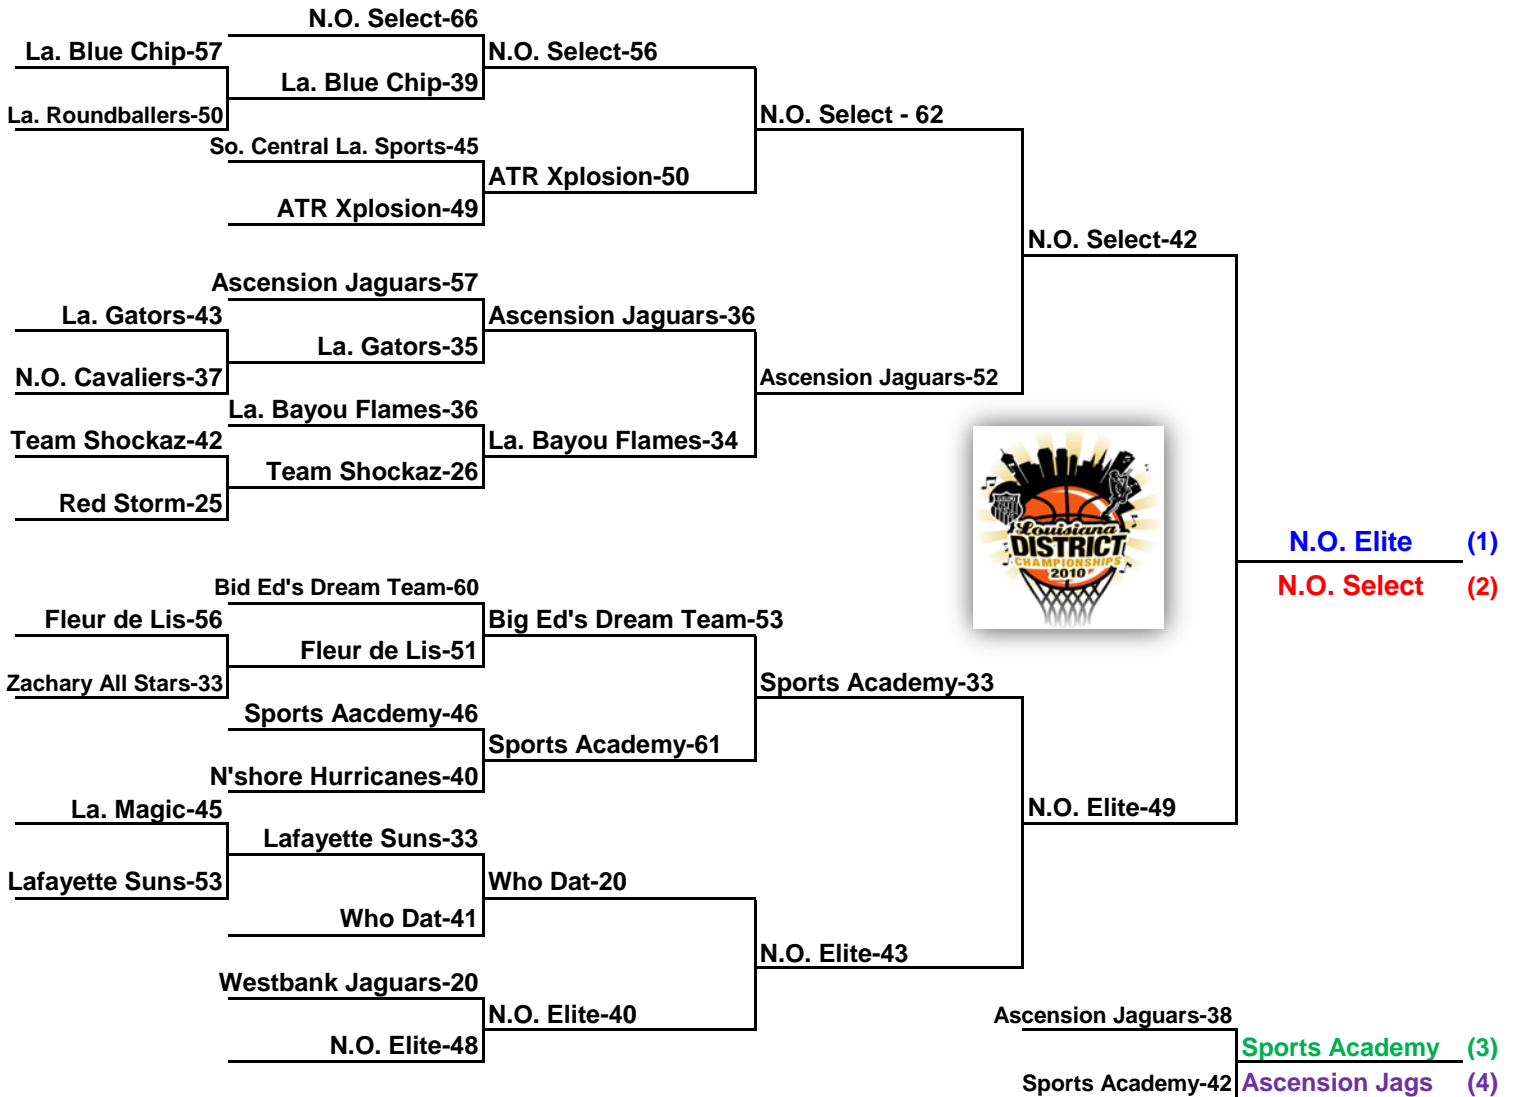 N.O. Select-66
La. Blue Chip-57
N.O. Select-56
La. Blue Chip-39
La. Roundballers-50
N.O. Select - 62
So. Central La. Sports-45
ATR Xplosion-50
ATR Xplosion-49
N.O. Select-42
Ascension Jaguars-57
La. Gators-43
Ascension Jaguars-36
La. Gators-35
N.O. Cavaliers-37
Ascension Jaguars-52
La. Bayou Flames-36
Team Shockaz-42
La. Bayou Flames-34
Team Shockaz-26
Red Storm-25
Louisiana
DISTRICT
CHAMPIONSHIPS
2010
N.O. Elite (1)
N.O. Select (2)
Bid Ed's Dream Team-60
Fleur de Lis-56
Big Ed's Dream Team-53
Fleur de Lis-51
Zachary All Stars-33
Sports Academy-33
Sports Aacdemy-46
Sports Academy-61
N'shore Hurricanes-40
La. Magic-45
N.O. Elite-49
Lafayette Suns-33
Lafayette Suns-53
Who Dat-20
Who Dat-41
N.O. Elite-43
Westbank Jaguars-20
N.O. Elite-40
Ascension Jaguars-38
N.O. Elite-48
Sports Academy (3)
Sports Academy-42
Ascension Jags (4)